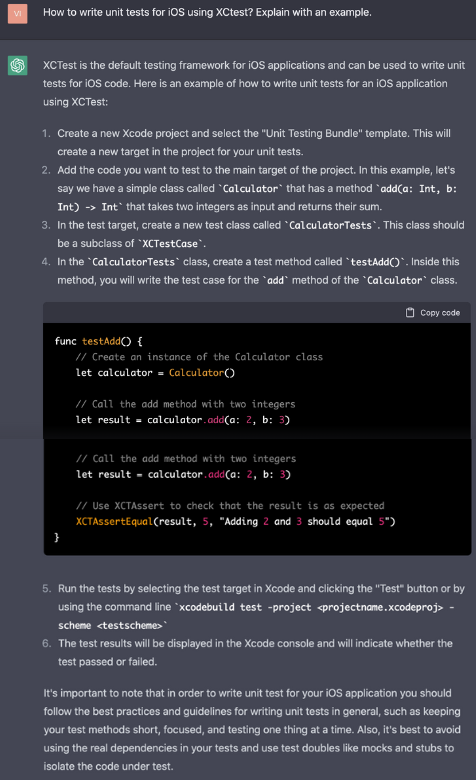 VI
How to write unit tests for iOS using XCtest? Explain with an example.
XCTest is the default testing framework for iOS applications and can be used to write unit
tests for iOS code. Here is an example of how to write unit tests for an iOS application
using XCTest:
1. Create a new Xcode project and select the "Unit Testing Bundle" template. This will
create a new target in the project for your unit tests.
2. Add the code you want to test to the main target of the project. In this example, let's
say we have a simple class called `Calculator` that has a method `add(a: Int, b:
Int) -> Int` that takes two integers as input and returns their sum.
3. In the test target, create a new test class called `CalculatorTests`. This class should
be a subclass of `XCTestCase`.
4. In the `CalculatorTests` class, create a test method called `testAdd()`. Inside this
method, you will write the test case for the `add` method of the `Calculator` class.
Copy code
func testAdd() {
// Create an instance of the Calculator class
let calculator = Calculator()
// Call the add method with two integers
let result = calculator.add(a: 2, b: 3)
// Call the add method with two integers
let result = calculator.add(a: 2, b: 3)
// Use XCTAssert to check that the result is as expected
XCTAssertEqual(result, 5, "Adding 2 and 3 should equal 5")
}
5. Run the tests by selecting the test target in Xcode and clicking the "Test" button or by
using the command line `xcodebuild test -project <projectname.xcodeproj> -
scheme <testscheme>`
6. The test results will be displayed in the Xcode console and will indicate whether the
test passed or failed.
It's important to note that in order to write unit test for your iOS application you should
follow the best practices and guidelines for writing unit tests in general, such as keeping
your test methods short, focused, and testing one thing at a time. Also, it's best to avoid
using the real dependencies in your tests and use test doubles like mocks and stubs to
isolate the code under test.